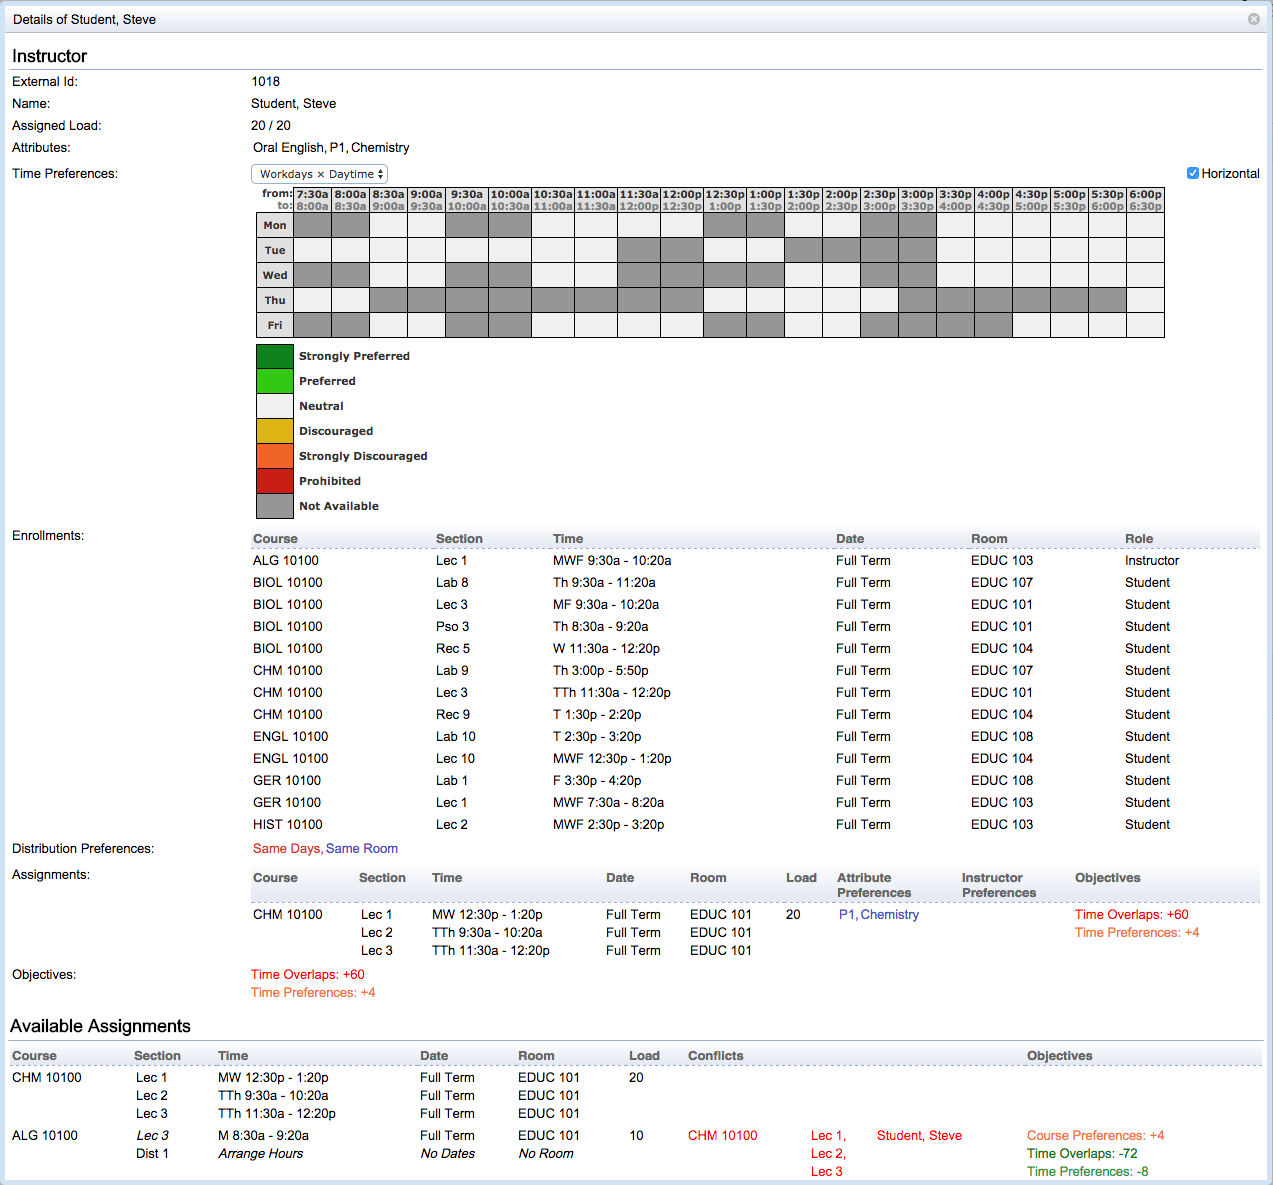 Details of Student, Steve
Instructor
External Id: 1018
Name: Student, Steve
Assigned Load: 20 / 20
Attributes: Oral English, P1, Chemistry
Time Preferences: Workdays × Daytime Horizontal
from: 7:30a 8:00a 8:30a 9:00a 9:30a 10:00a 10:30a 11:00a 11:30a 12:00p 12:30p 1:00p 1:30p 2:00p 2:30p 3:00p 3:30p 4:00p 4:30p 5:00p 5:30p 6:00p
to: 8:00a 8:30a 9:00a 9:30a 10:00a 10:30a 11:00a 11:30a 12:00p 12:30p 1:00p 1:30p 2:00p 2:30p 3:00p 3:30p 4:00p 4:30p 5:00p 5:30p 6:00p 6:30p
Mon
Tue
Wed
Thu
Fri
Strongly Preferred
Preferred
Neutral
Discouraged
Strongly Discouraged
Prohibited
Not Available
Enrollments: Course Section Time Date Room Role
ALG 10100 Lec 1 MWF 9:30a - 10:20a Full Term EDUC 103 Instructor
BIOL 10100 Lab 8 Th 9:30a - 11:20a Full Term EDUC 107 Student
BIOL 10100 Lec 3 MF 9:30a - 10:20a Full Term EDUC 101 Student
BIOL 10100 Pso 3 Th 8:30a - 9:20a Full Term EDUC 101 Student
BIOL 10100 Rec 5 W 11:30a - 12:20p Full Term EDUC 104 Student
CHM 10100 Lab 9 Th 3:00p - 5:50p Full Term EDUC 107 Student
CHM 10100 Lec 3 TTh 11:30a - 12:20p Full Term EDUC 101 Student
CHM 10100 Rec 9 T 1:30p - 2:20p Full Term EDUC 104 Student
ENGL 10100 Lab 10 T 2:30p - 3:20p Full Term EDUC 108 Student
ENGL 10100 Lec 10 MWF 12:30p - 1:20p Full Term EDUC 104 Student
GER 10100 Lab 1 F 3:30p - 4:20p Full Term EDUC 108 Student
GER 10100 Lec 1 MWF 7:30a - 8:20a Full Term EDUC 103 Student
HIST 10100 Lec 2 MWF 2:30p - 3:20p Full Term EDUC 103 Student
Distribution Preferences: Same Days, Same Room
Assignments: Course Section Time Date Room Load Attribute Preferences Instructor Preferences Objectives
CHM 10100 Lec 1 MW 12:30p - 1:20p Full Term EDUC 101 20 P1, Chemistry Time Overlaps: +60
Lec 2 TTh 9:30a - 10:20a Full Term EDUC 101 Time Preferences: +4
Lec 3 TTh 11:30a - 12:20p Full Term EDUC 101
Objectives: Time Overlaps: +60
Time Preferences: +4
Available Assignments
Course Section Time Date Room Load Conflicts Objectives
CHM 10100 Lec 1 MW 12:30p - 1:20p Full Term EDUC 101 20
Lec 2 TTh 9:30a - 10:20a Full Term EDUC 101
Lec 3 TTh 11:30a - 12:20p Full Term EDUC 101
ALG 10100 Lec 3 M 8:30a - 9:20a Full Term EDUC 101 10 CHM 10100 Lec 1, Student, Steve Course Preferences: +4
Dist 1 Arrange Hours No Dates No Room Lec 2, Time Overlaps: -72
Lec 3 Time Preferences: -8